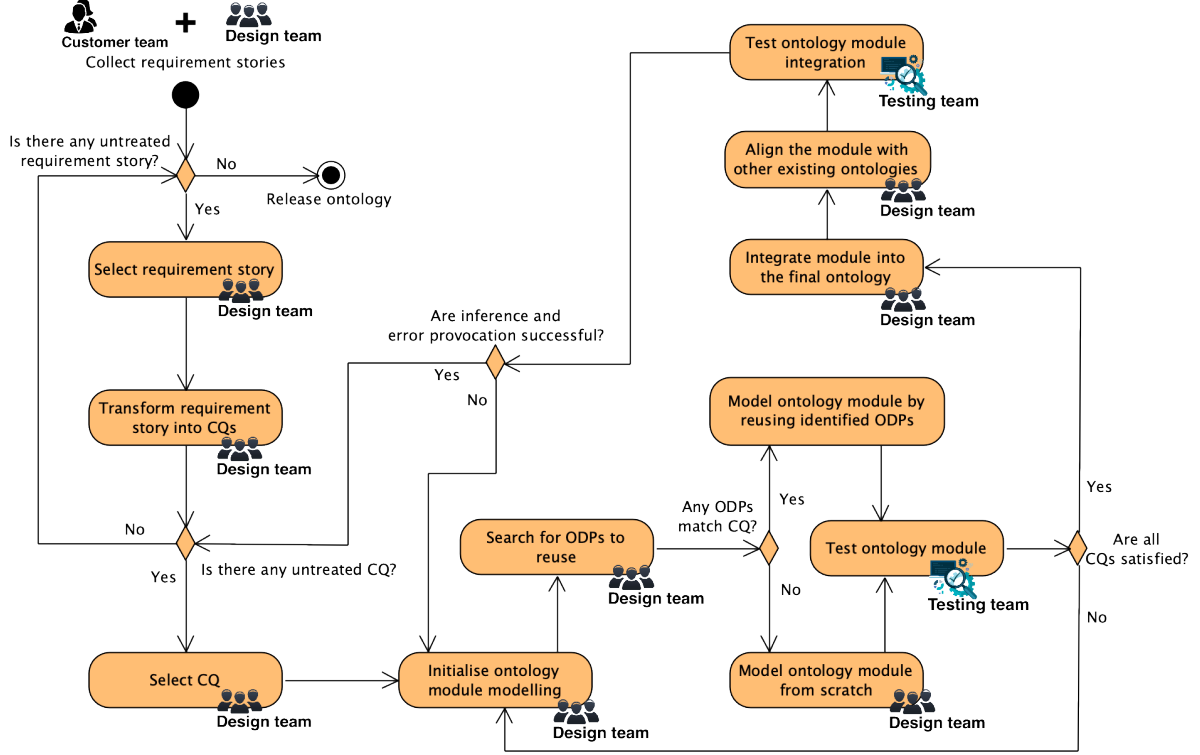 Customer team
+
Design team
Collect requirement stories
Is there any untreated
requirement story?
No
Release ontology
Yes
Select requirement story
Design team
Transform requirement
story into CQs
Design team
No
Yes
Is there any untreated CQ?
Select CQ
Design team
Initialise ontology
module modelling
Design team
Search for ODPs to
reuse
Design team
Any ODPs
match CQ?
Yes
No
Model ontology module by
reusing identified ODPs
Model ontology module
from scratch
Design team
Test ontology module
Testing team
Are all
CQs satisfied?
Yes
No
Integrate module into
the final ontology
Design team
Align the module with
other existing ontologies
Design team
Test ontology module
integration
Testing team
Are inference and
error provocation successful?
Yes
No